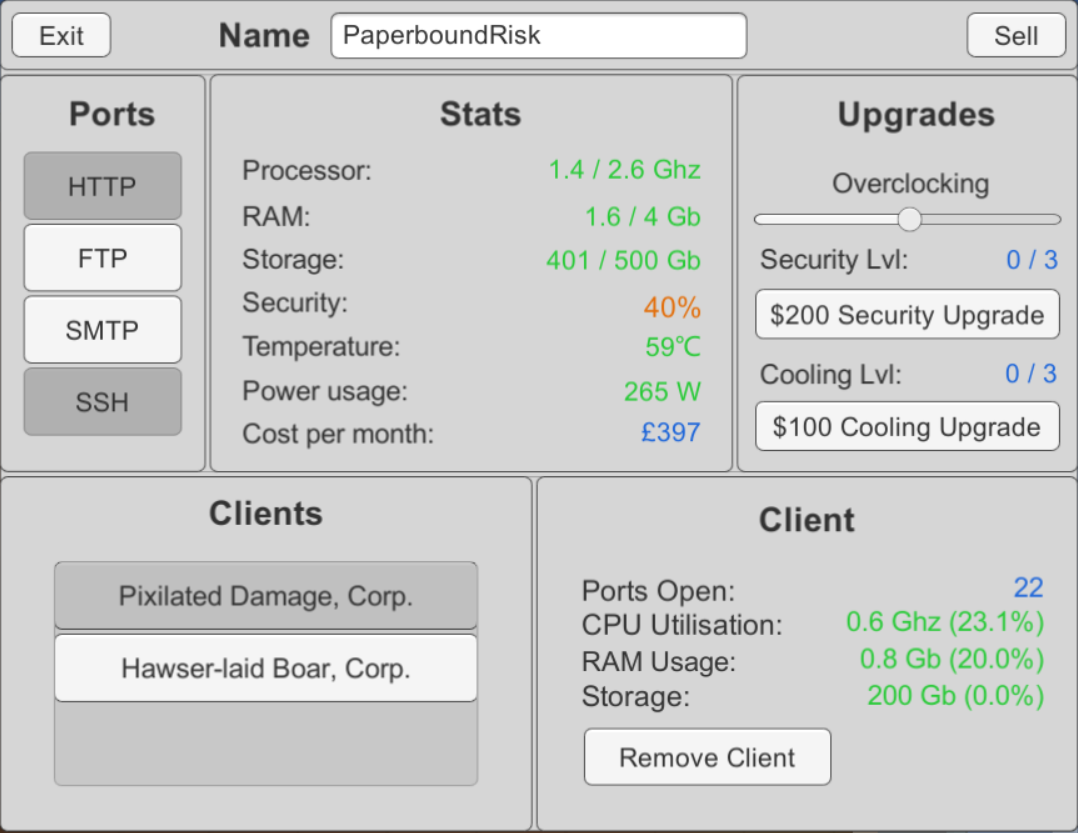 Exit Name PaperboundRisk Sell
Ports
HTTP
FTP
SMTP
SSH
Stats
Processor: 1.4 / 2.6 Ghz
RAM: 1.6 / 4 Gb
Storage: 401 / 500 Gb
Security: 40%
Temperature: 59℃
Power usage: 265 W
Cost per month: £397
Upgrades
Overclocking
Security Lvl: 0 / 3
$200 Security Upgrade
Cooling Lvl: 0 / 3
$100 Cooling Upgrade
Clients
Pixilated Damage, Corp.
Hawser-laid Boar, Corp.
Client
Ports Open: 22
CPU Utilisation: 0.6 Ghz (23.1%)
RAM Usage: 0.8 Gb (20.0%)
Storage: 200 Gb (0.0%)
Remove Client